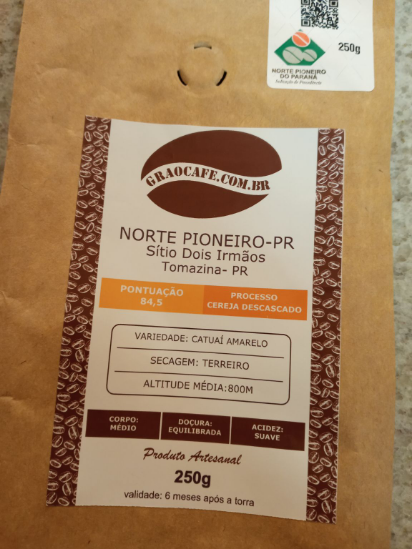 250g
NORTE PIONEIRO
DO PARANÁ
GRAOCAFE.COM.BR
NORTE PIONEIRO-PR
Sítio Dois Irmãos
Tomazina- PR
PONTUAÇÃO
84,5
PROCESSO
CEREJA DESCASCADO
VARIEDADE: CATUAÍ AMARELO
SECAGEM: TERREIRO
ALTITUDE MÉDIA:800M
CORPO:
MÉDIO
DOÇURA:
EQUILIBRADA
ACIDEZ:
SUAVE
Produto Artesanal
250g
validade: 6 meses após a torra